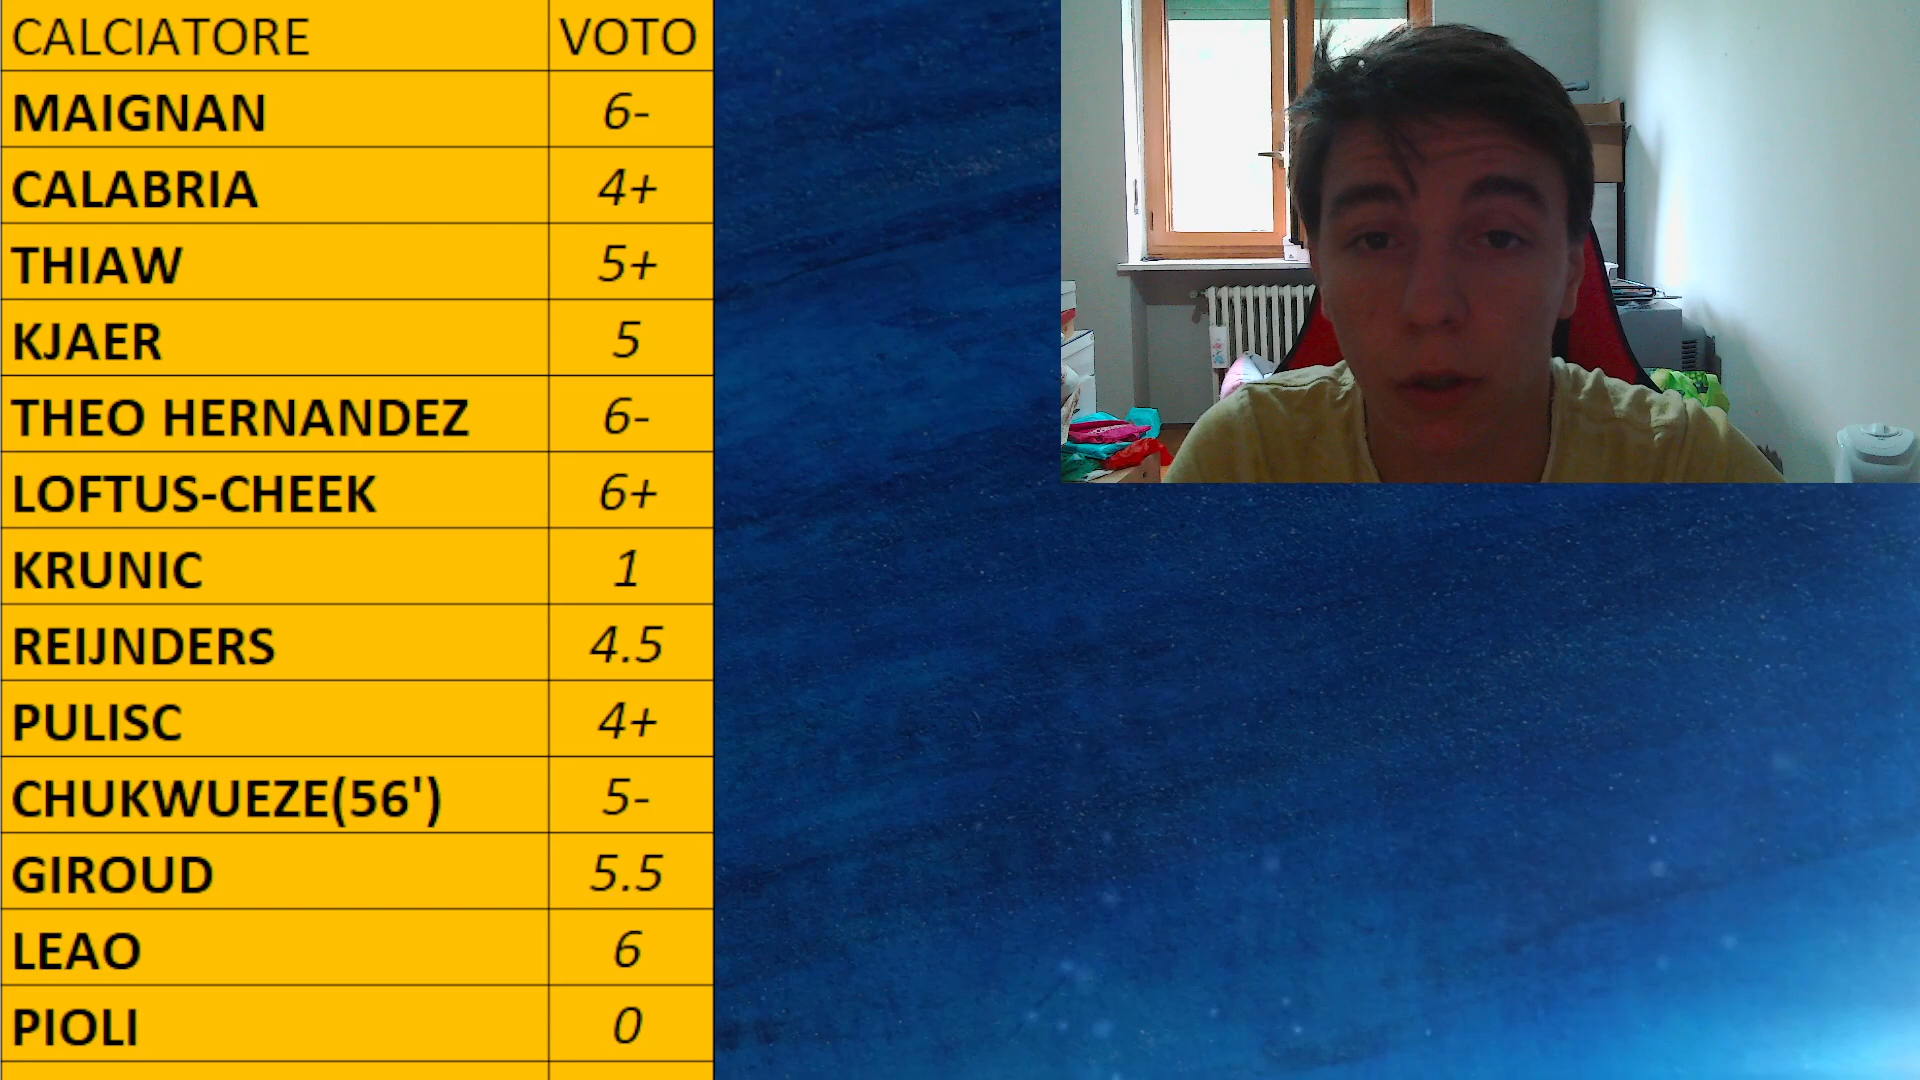 CALCIATORE VOTO
MAIGNAN 6-
CALABRIA 4+
THIAW 5+
KJAER 5
THEO HERNANDEZ 6-
LOFTUS-CHEEK 6+
KRUNIC 1
REIJNDERS 4.5
PULISC 4+
CHUKWUEZE(56') 5-
GIROUD 5.5
LEAO 6
PIOLI 0